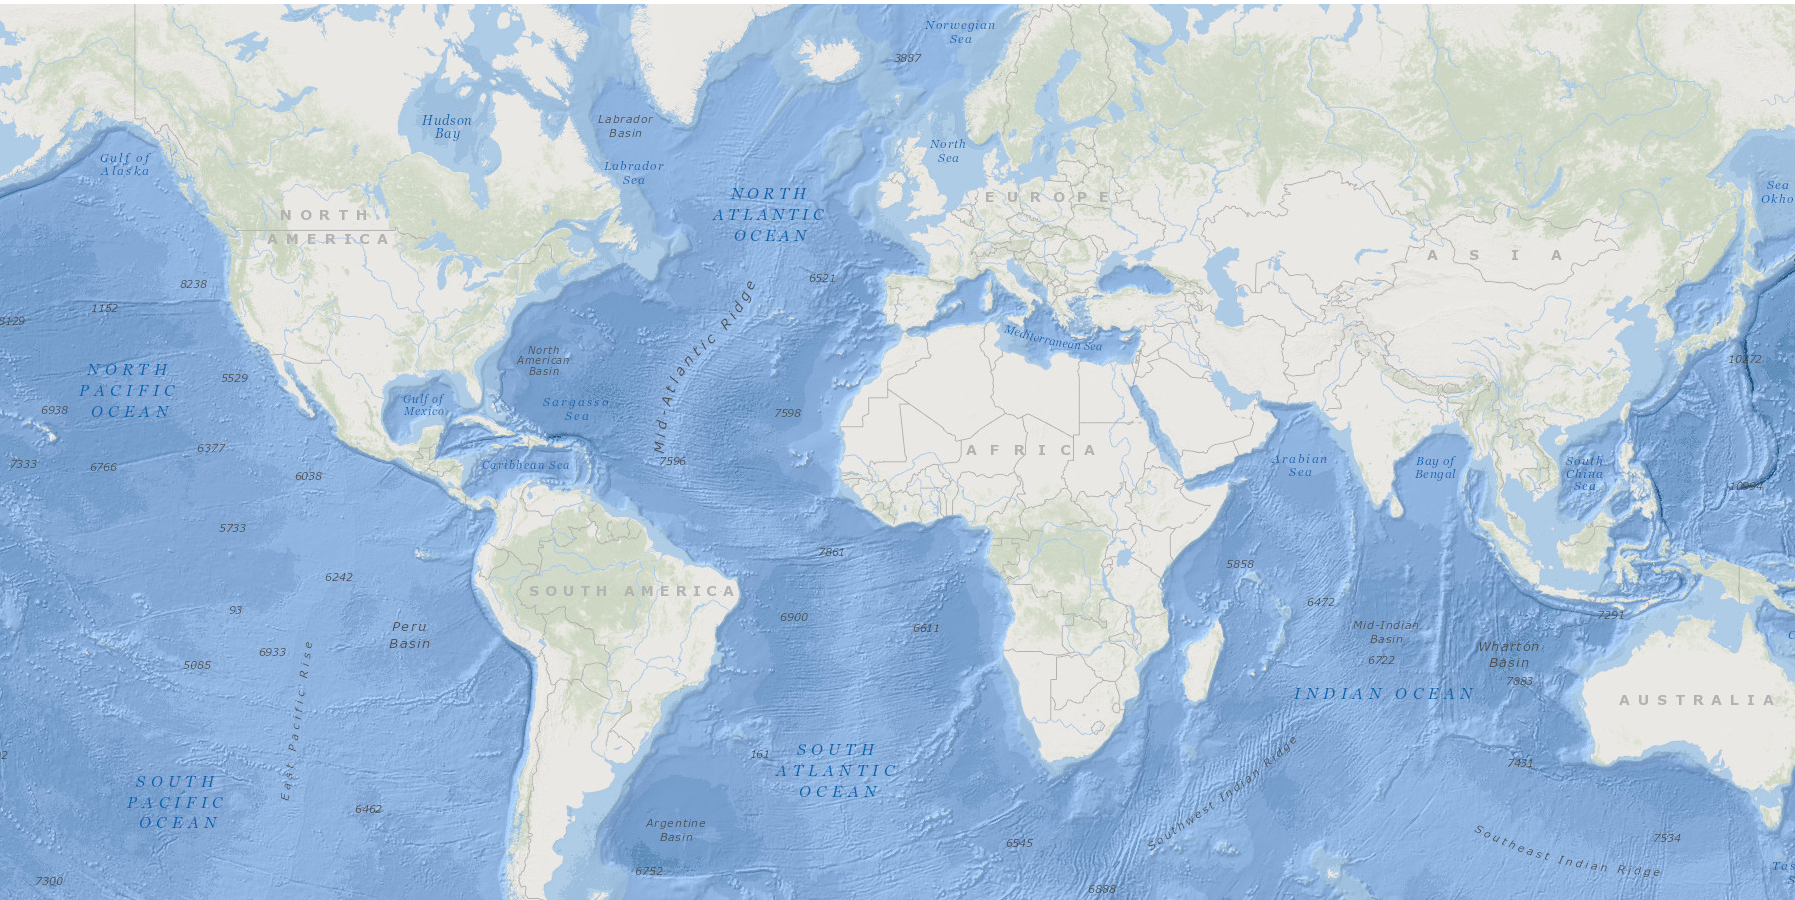 Norwegian
Sea
3887
Hudson
Bay
Labrador
Basin
Labrador
Sea
North
Sea
Gulf of
Alaska
NORTH
ATLANTIC
OCEAN
EUROPE
NORTH
AMERICA
ASIA
Sea
Okho
8238
1152
8129
6521
Mid-Atlantic Ridge
Mediterranean Sea
North
American
Basin
10272
NORTH
PACIFIC
OCEAN
5529
6938
Gulf of
Mexico
Sargasso
Sea
7598
6377
7333
6766
6038
7596
Caribbean Sea
AFRICA
Arabian
Sea
Bay of
Bengal
South
China
Sea
10994
5733
7861
5858
6242
93
SOUTH AMERICA
6900
6611
6472
7291
Peru
Basin
Mid-Indian
Basin
6722
Wharton
Basin
7883
6933
5085
East Pacific Rise
INDIAN OCEAN
AUSTRALIA
161
SOUTH
ATLANTIC
OCEAN
Southwest Indian Ridge
7431
SOUTH
PACIFIC
OCEAN
6462
Argentine
Basin
6752
6545
Southeast Indian Ridge
7534
7300
6888
Tas
S